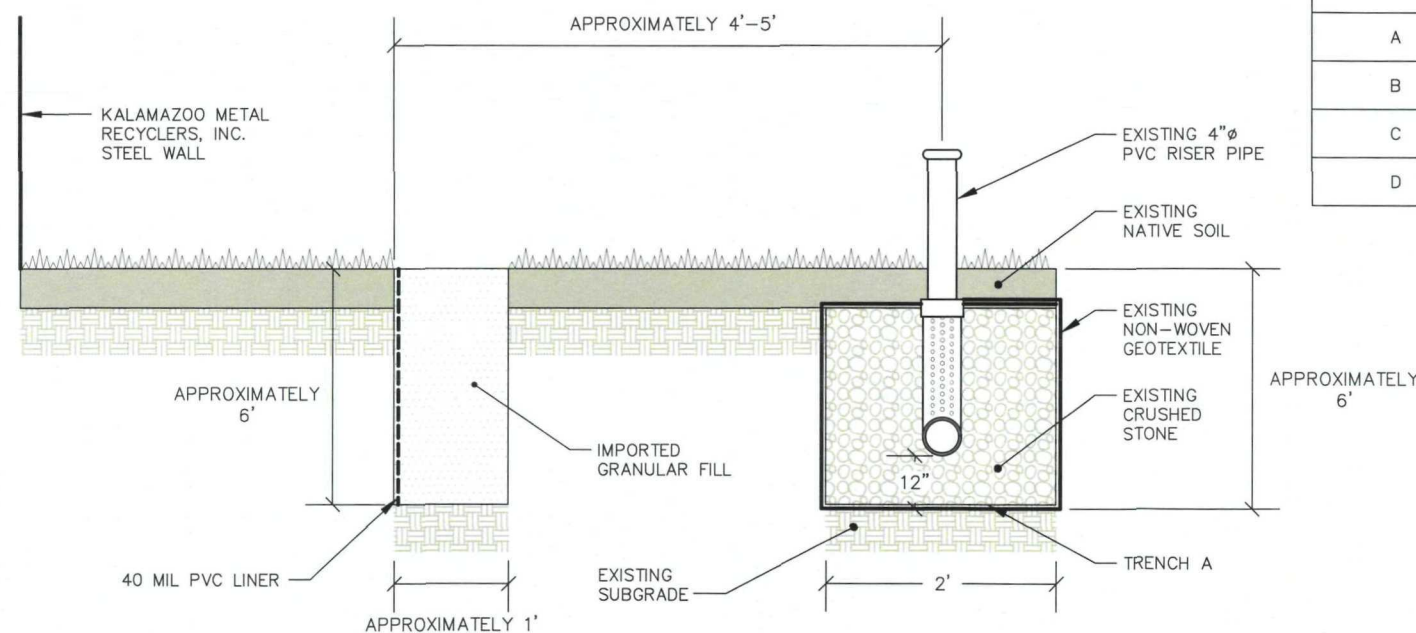 APPROXIMATELY 4'-5'
A
B
C
D
KALAMAZOO METAL
RECYCLERS, INC.
STEEL WALL
EXISTING 4"ø
PVC RISER PIPE
EXISTING
NATIVE SOIL
EXISTING
NON-WOVEN
GEOTEXTILE
APPROXIMATELY
6'
APPROXIMATELY
6'
EXISTING
CRUSHED
STONE
IMPORTED
GRANULAR FILL
12"
TRENCH A
40 MIL PVC LINER
EXISTING
SUBGRADE
2'
APPROXIMATELY 1'